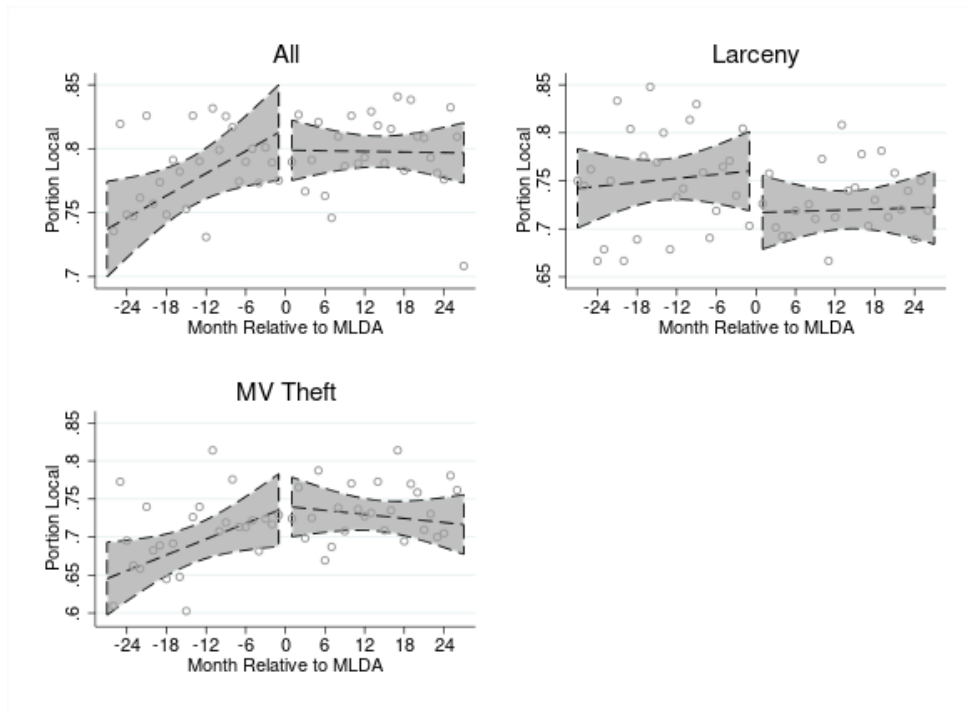 All
Portion Local
.85
.8
.75
.7
-24 -18 -12 -6 0 6 12 18 24
Month Relative to MLDA
Larceny
Portion Local
.85
.8
.75
.7
.65
-24 -18 -12 -6 0 6 12 18 24
Month Relative to MLDA
MV Theft
Portion Local
.85
.8
.75
.7
.65
.6
-24 -18 -12 -6 0 6 12 18 24
Month Relative to MLDA